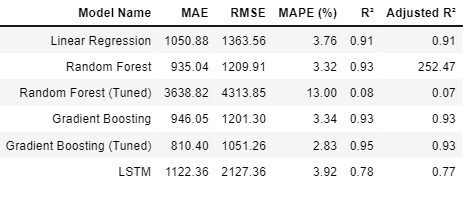 Model Name MAE RMSE MAPE (%) R² Adjusted R²
Linear Regression 1050.88 1363.56 3.76 0.91 0.91
Random Forest 935.04 1209.91 3.32 0.93 252.47
Random Forest (Tuned) 3638.82 4313.85 13.00 0.08 0.07
Gradient Boosting 946.05 1201.30 3.34 0.93 0.93
Gradient Boosting (Tuned) 810.40 1051.26 2.83 0.95 0.93
LSTM 1122.36 2127.36 3.92 0.78 0.77